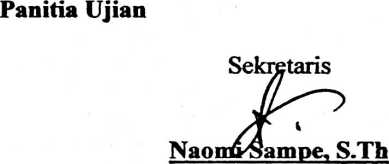 Panitia Ujian
Sekretaris
Naomi Sampe, S.Th